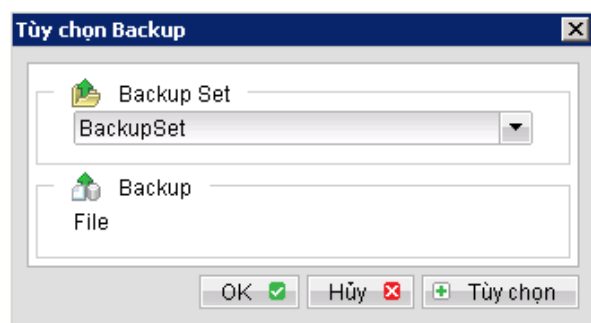 Tùy chọn Backup
Backup Set
BackupSet
Backup
File
OK Hủy Tùy chọn